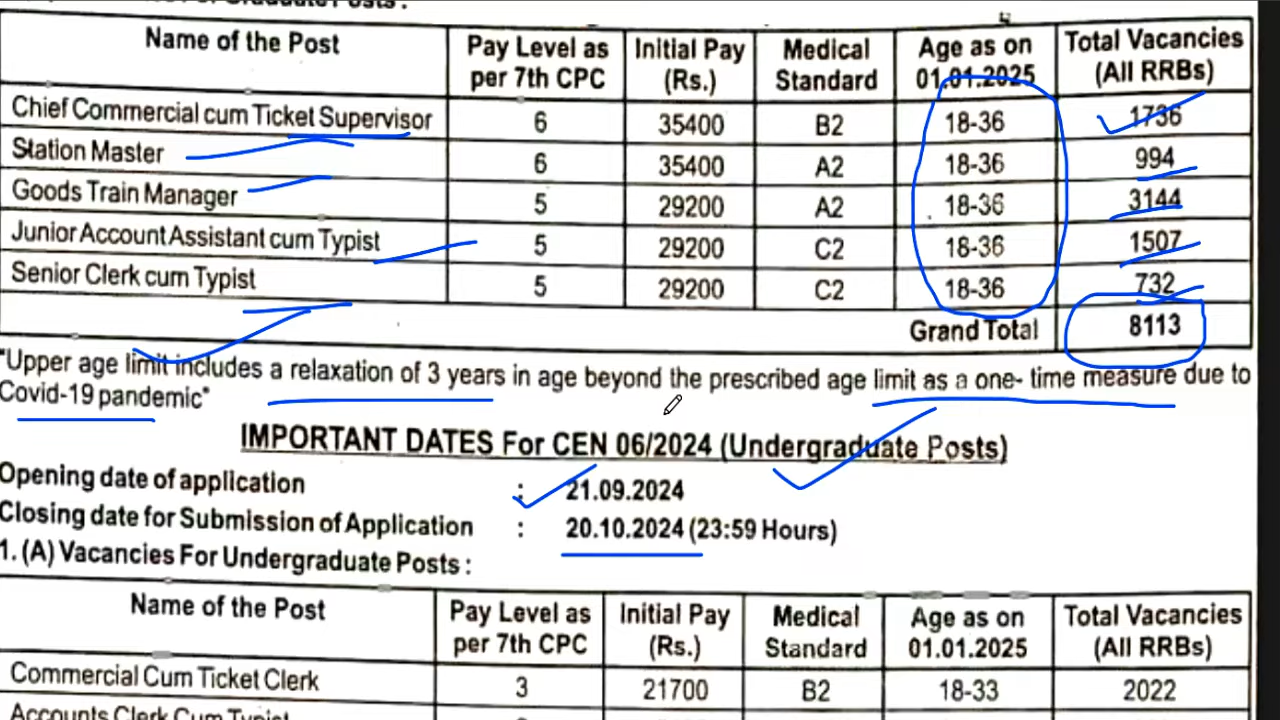 Posts :
Name of the Post | Pay Level as per 7th CPC | Initial Pay (Rs.) | Medical Standard | Age as on 01.01.2025 | Total Vacancies (All RRBs)
Chief Commercial cum Ticket Supervisor | 6 | 35400 | B2 | 18-36 | 1736
Station Master | 6 | 35400 | A2 | 18-36 | 994
Goods Train Manager | 5 | 29200 | A2 | 18-36 | 3144
Junior Account Assistant cum Typist | 5 | 29200 | C2 | 18-36 | 1507
Senior Clerk cum Typist | 5 | 29200 | C2 | 18-36 | 732
Grand Total | 8113
"Upper age limit includes a relaxation of 3 years in age beyond the prescribed age limit as a one- time measure due to
Covid-19 pandemic"
IMPORTANT DATES For CEN 06/2024 (Undergraduate Posts)
Opening date of application : 21.09.2024
Closing date for Submission of Application : 20.10.2024 (23:59 Hours)
1. (A) Vacancies For Undergraduate Posts :
Name of the Post | Pay Level as per 7th CPC | Initial Pay (Rs.) | Medical Standard | Age as on 01.01.2025 | Total Vacancies (All RRBs)
Commercial Cum Ticket Clerk | 3 | 21700 | B2 | 18-33 | 2022
Accounts Clerk Cum Typist